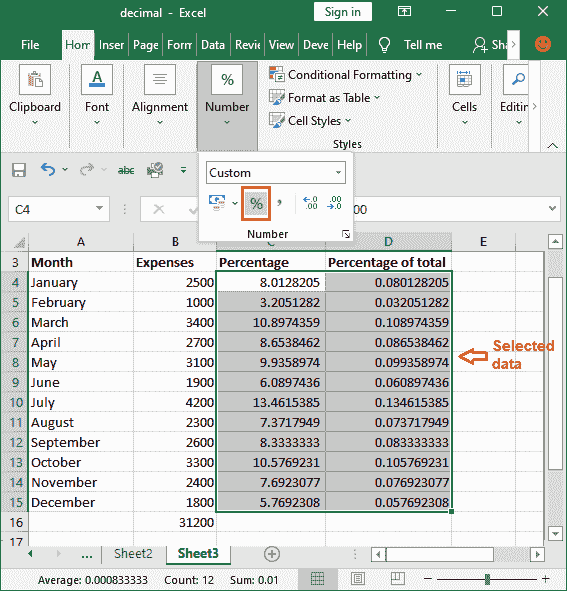 decimal - Excel Sign in
File Hom Inser Page Forr Data Revi View Deve Help Tell me Sha
Clipboard Font Alignment Number Conditional Formatting Format as Table Cell Styles Styles Cells Editin
abc
Custom
C4 00
% , .00 .0
Number
A B C D E
3 Month Expenses Percentage Percentage of total
4 January 2500 8.0128205 0.080128205
5 February 1000 3.2051282 0.032051282
6 March 3400 10.8974359 0.108974359
7 April 2700 8.6538462 0.086538462
8 May 3100 9.9358974 0.099358974
9 June 1900 6.0897436 0.060897436
10 July 4200 13.4615385 0.134615385
11 August 2300 7.3717949 0.073717949
12 September 2600 8.3333333 0.083333333
13 October 3300 10.5769231 0.105769231
14 November 2400 7.6923077 0.076923077
15 December 1800 5.7692308 0.057692308
16 31200
17
Selected
data
... Sheet2 Sheet3
Average: 0.000833333 Count: 12 Sum: 0.01